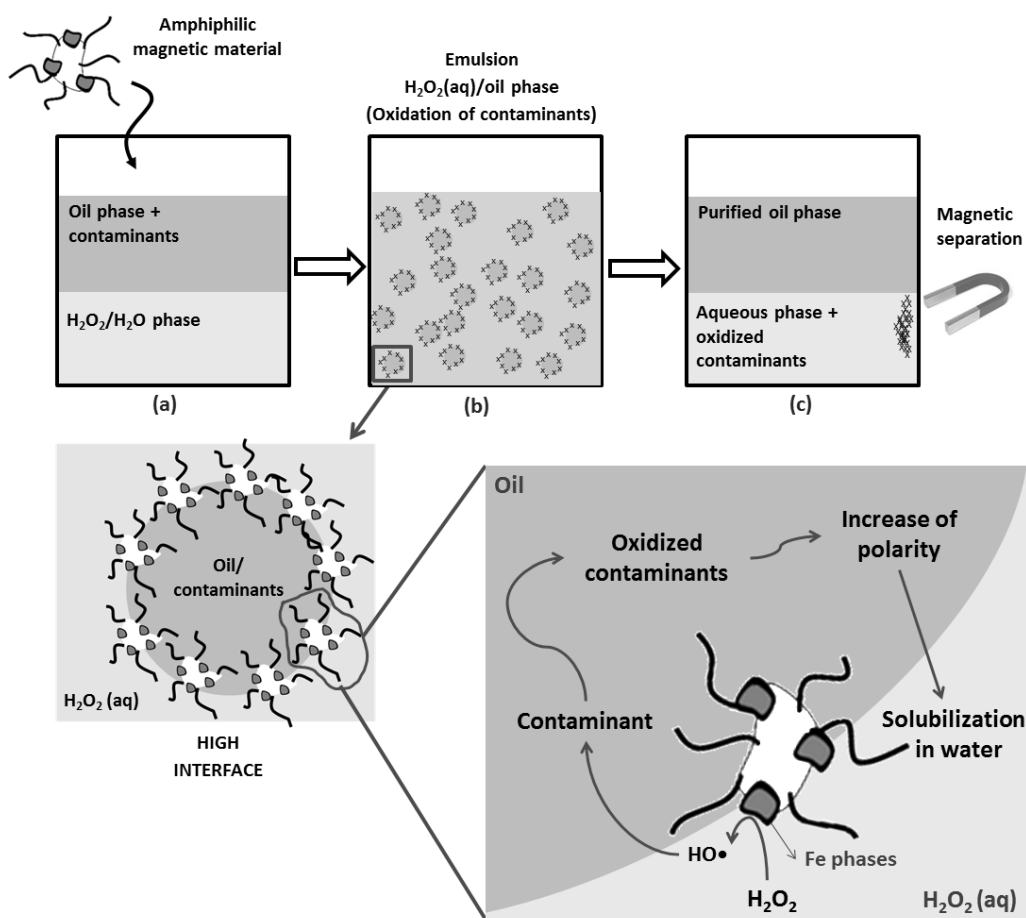 Amphiphilic
magnetic material
Emulsion
H₂O₂(aq)/oil phase
(Oxidation of contaminants)
Oil phase +
contaminants
H₂O₂/H₂O phase
Purified oil phase
Aqueous phase +
oxidized
contaminants
Magnetic
separation
(a)
(b)
(c)
Oil/
contaminants
H₂O₂ (aq)
HIGH
INTERFACE
Oil
Oxidized
contaminants
Increase of
polarity
Contaminant
Solubilization
in water
HO•
Fe phases
H₂O₂
H₂O₂ (aq)